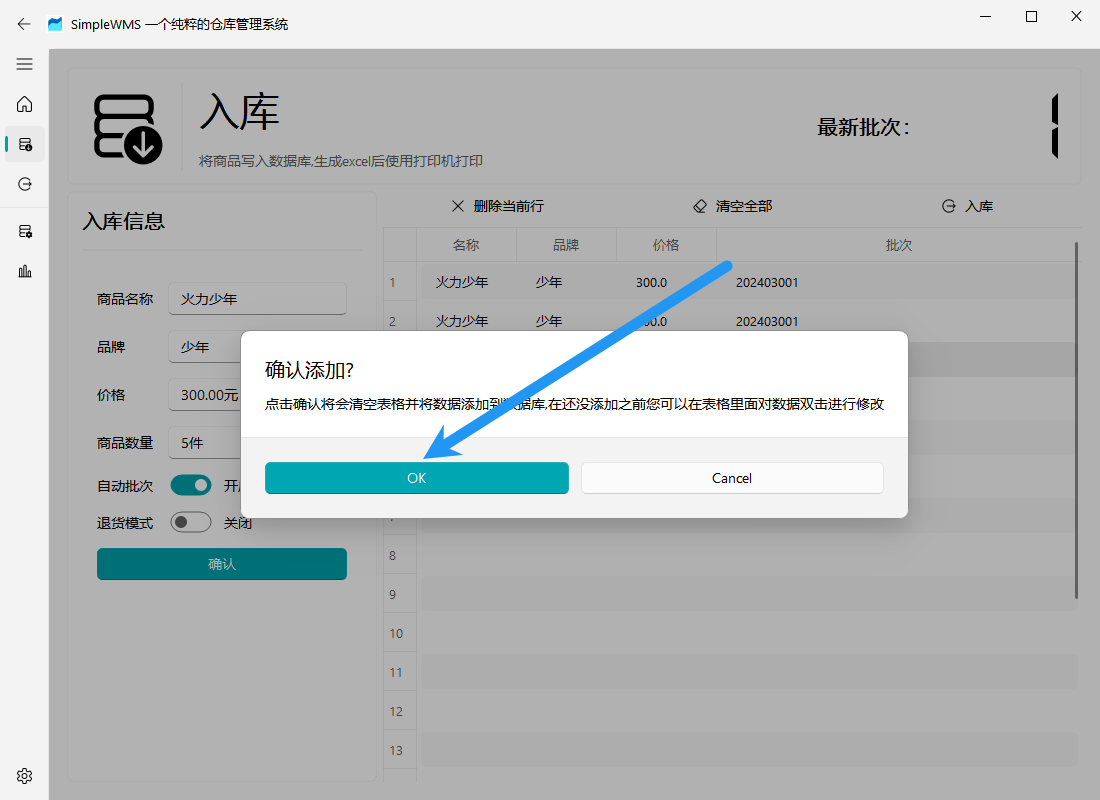 SimpleWMS 一个纯粹的仓库管理系统
入库
将商品写入数据库,生成excel后使用打印机打印
最新批次：
入库信息
删除当前行 清空全部 入库
名称 品牌 价格 批次
1 火力少年 少年 300.0 202403001
2 火力少年 少年 00.0 202403001
商品名称 火力少年
品牌 少年
价格 300.00元
商品数量 5件
自动批次
退货模式 关闭
确认
确认添加?
点击确认将会清空表格并将数据添加到数据库,在还没添加之前您可以在表格里面对数据双击进行修改
OK Cancel
8
9
10
11
12
13